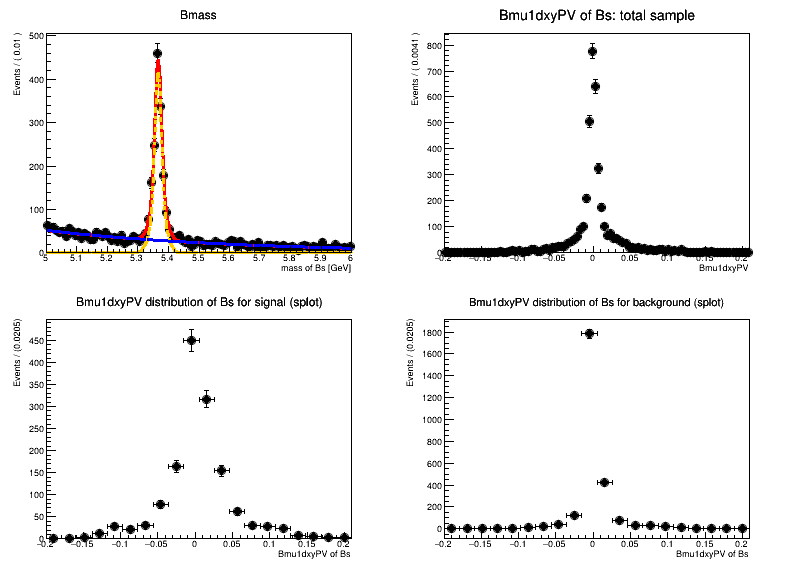 Bmass
Events / ( 0.01 )
500
400
300
200
100
0
5 5.1 5.2 5.3 5.4 5.5 5.6 5.7 5.8 5.9 6
mass of Bs [GeV]
Bmu1dxyPV of Bs: total sample
Events / ( 0.0041 )
800
700
600
500
400
300
200
100
0
−0.2 −0.15 −0.1 −0.05 0 0.05 0.1 0.15 0.2
Bmu1dxyPV
Bmu1dxyPV distribution of Bs for signal (splot)
Events / (0.0205)
450
400
350
300
250
200
150
100
50
0
−0.2 −0.15 −0.1 −0.05 0 0.05 0.1 0.15 0.2
Bmu1dxyPV of Bs
Bmu1dxyPV distribution of Bs for background (splot)
Events / (0.0205)
1800
1600
1400
1200
1000
800
600
400
200
0
−0.2 −0.15 −0.1 −0.05 0 0.05 0.1 0.15 0.2
Bmu1dxyPV of Bs